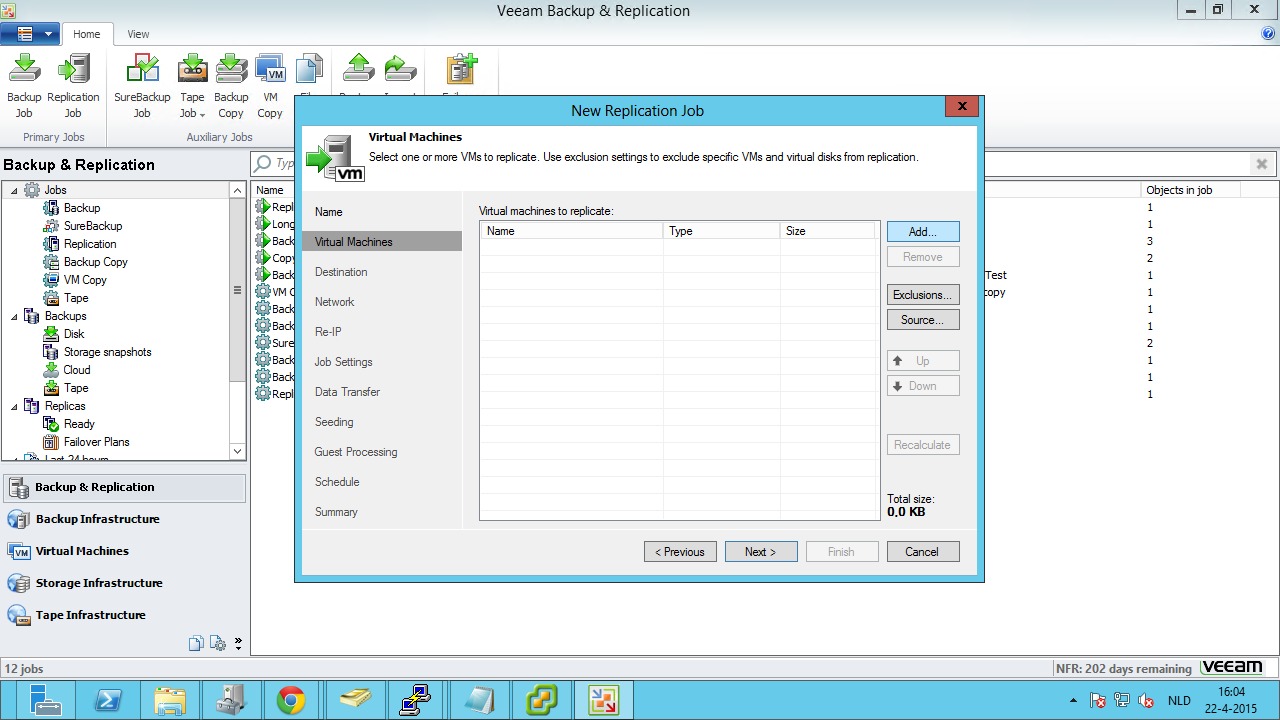 Veeam Backup & Replication
Home View
Backup Job
Replication Job
SureBackup Job
Tape Job
Backup Copy
VM Copy
Primary Jobs
Auxiliary Jobs
New Replication Job
Virtual Machines
Select one or more VMs to replicate. Use exclusion settings to exclude specific VMs and virtual disks from replication.
vm
Backup & Replication
Jobs
Backup
SureBackup
Replication
Backup Copy
VM Copy
Tape
Backups
Disk
Storage snapshots
Cloud
Tape
Replicas
Ready
Failover Plans
Last 24 hours
Backup & Replication
Backup Infrastructure
Virtual Machines
Storage Infrastructure
Tape Infrastructure
Name
Repl
Long
Back
Copy
Back
VM C
Back
Back
Sure
Back
Back
Repl
Name
Virtual Machines
Destination
Network
Re-IP
Job Settings
Data Transfer
Seeding
Guest Processing
Schedule
Summary
Virtual machines to replicate:
Name Type Size
Add...
Remove
Exclusions...
Source...
Up
Down
Recalculate
Total size:
0,0 KB
< Previous Next > Finish Cancel
Objects in job
1
1
3
2
Test 1
copy 1
1
1
2
1
1
1
12 jobs
NFR: 202 days remaining
veeam
NLD
16:04
22-4-2015